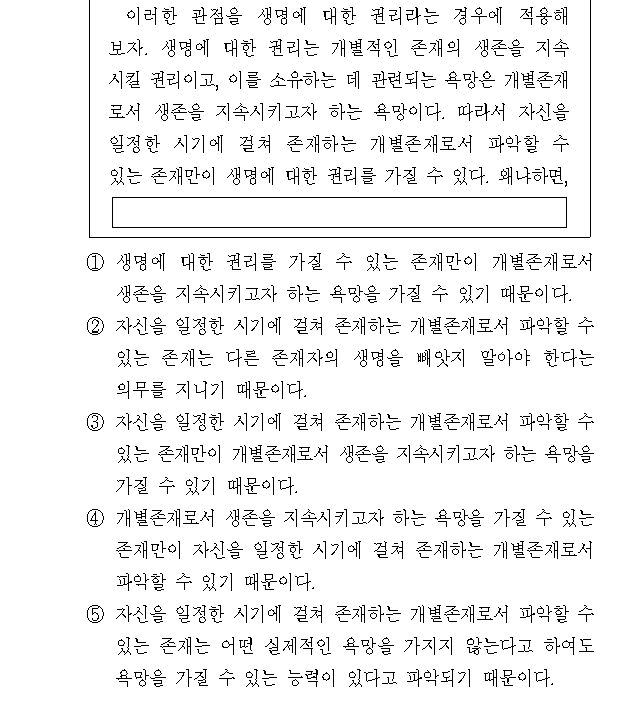 이러한 관점을 생명에 대한 권리라는 경우에 적용해
보자. 생명에 대한 권리는 개별적인 존재의 생존을 지속
시킬 권리이고, 이를 소유하는 데 관련되는 욕망은 개별존재
로서 생존을 지속시키고자 하는 욕망이다. 따라서 자신을
일정한 시기에 걸쳐 존재하는 개별존재로서 파악할 수
있는 존재만이 생명에 대한 권리를 가질 수 있다. 왜냐하면,
① 생명에 대한 권리를 가질 수 있는 존재만이 개별존재로서
생존을 지속시키고자 하는 욕망을 가질 수 있기 때문이다.
② 자신을 일정한 시기에 걸쳐 존재하는 개별존재로서 파악할 수
있는 존재는 다른 존재자의 생명을 빼앗지 말아야 한다는
의무를 지니기 때문이다.
③ 자신을 일정한 시기에 걸쳐 존재하는 개별존재로서 파악할 수
있는 존재만이 개별존재로서 생존을 지속시키고자 하는 욕망을
가질 수 있기 때문이다.
④ 개별존재로서 생존을 지속시키고자 하는 욕망을 가질 수 있는
존재만이 자신을 일정한 시기에 걸쳐 존재하는 개별존재로서
파악할 수 있기 때문이다.
⑤ 자신을 일정한 시기에 걸쳐 존재하는 개별존재로서 파악할 수
있는 존재는 어떤 실제적인 욕망을 가지지 않는다고 하여도
욕망을 가질 수 있는 능력이 있다고 파악되기 때문이다.